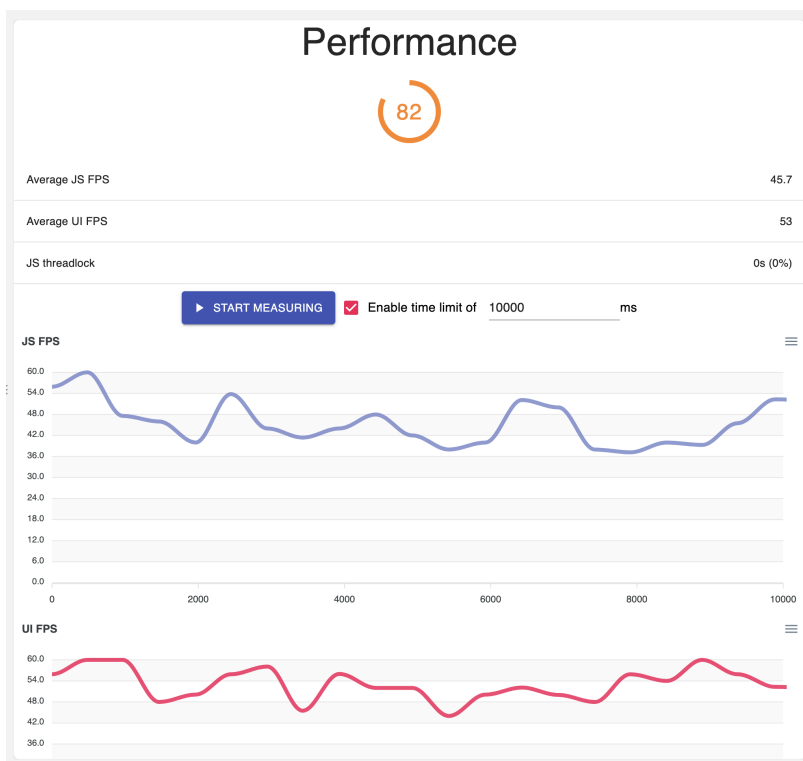 Performance
82
Average JS FPS 45.7
Average UI FPS 53
JS threadlock 0s (0%)
START MEASURING Enable time limit of 10000 ms
JS FPS
60.0
54.0
48.0
42.0
36.0
30.0
24.0
18.0
12.0
6.0
0.0
0 2000 4000 6000 8000 10000
UI FPS
60.0
54.0
48.0
42.0
36.0